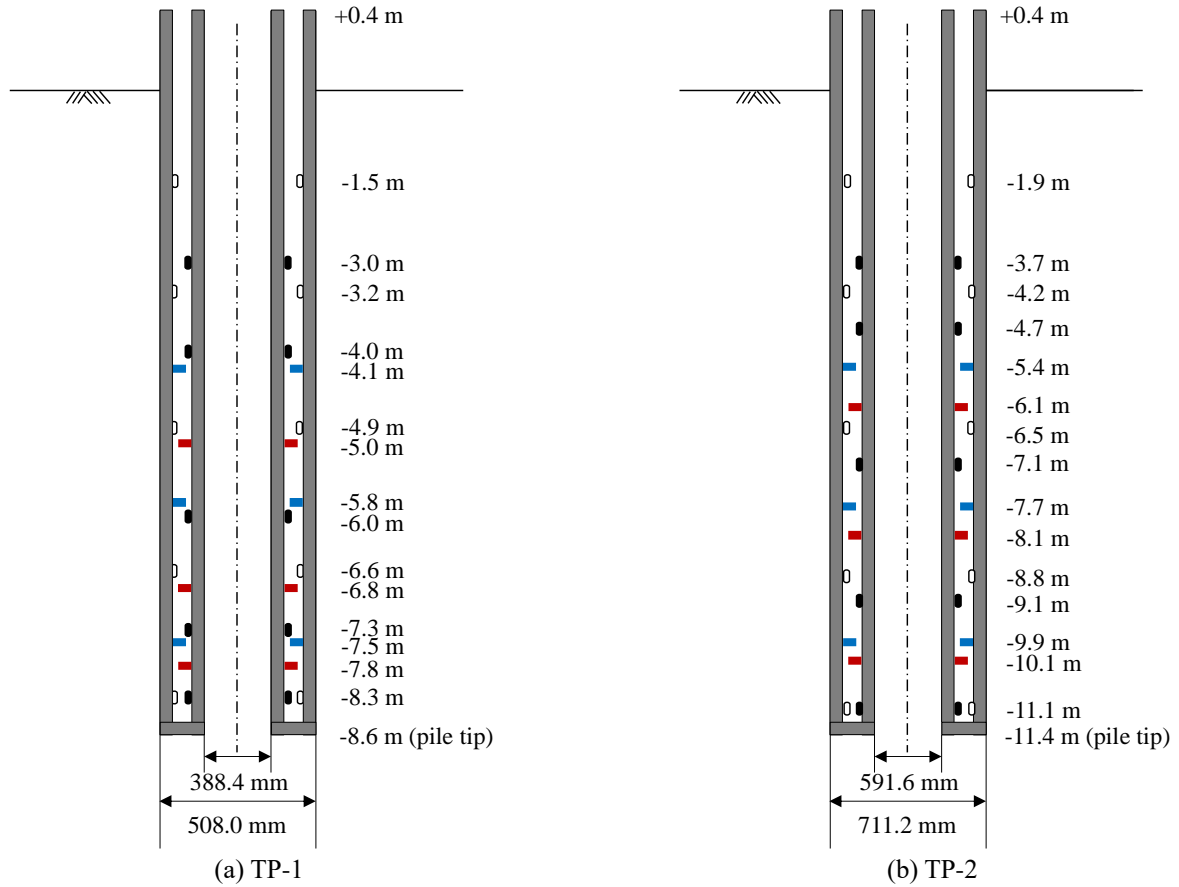 +0.4 m
-1.5 m
-3.0 m
-3.2 m
-4.0 m
-4.1 m
-4.9 m
-5.0 m
-5.8 m
-6.0 m
-6.6 m
-6.8 m
-7.3 m
-7.5 m
-7.8 m
-8.3 m
-8.6 m (pile tip)
388.4 mm
508.0 mm
(a) TP-1
+0.4 m
-1.9 m
-3.7 m
-4.2 m
-4.7 m
-5.4 m
-6.1 m
-6.5 m
-7.1 m
-7.7 m
-8.1 m
-8.8 m
-9.1 m
-9.9 m
-10.1 m
-11.1 m
-11.4 m (pile tip)
591.6 mm
711.2 mm
(b) TP-2